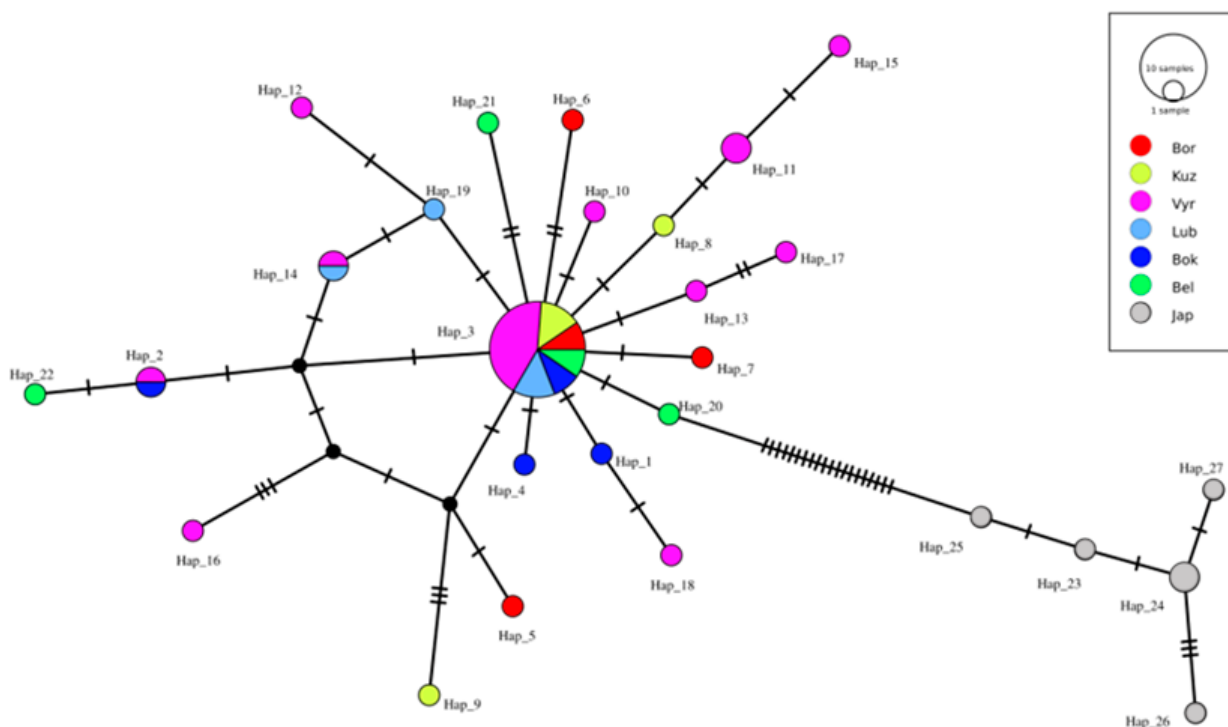 Hap_15
Hap_12
Hap_21
Hap_6
Hap_11
Hap_19
Hap_10
Hap_8
Hap_14
Hap_17
Hap_13
Hap_3
Hap_2
Hap_22
Hap_7
Hap_20
Hap_1
Hap_4
Hap_27
Hap_25
Hap_16
Hap_18
Hap_23
Hap_24
Hap_5
Hap_9
Hap_26
10 samples
1 sample
Bor
Kuz
Vyr
Lub
Bok
Bel
Jap